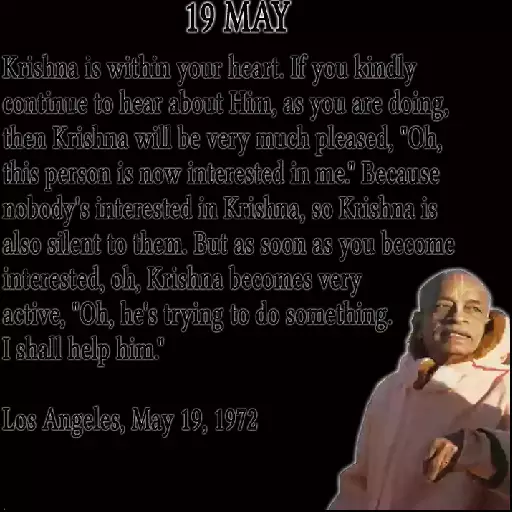 19 MAY
Krishna is within your heart. If you kindly
continue to hear about Him, as you are doing,
then Krishna will be very much pleased, "Oh,
this person is now interested in me." Because
nobody's interested in Krishna, so Krishna is
also silent to them. But as soon as you become
interested, oh, Krishna becomes very
active, "Oh, he's trying to do something.
I shall help him."
Los Angeles, May 19, 1972